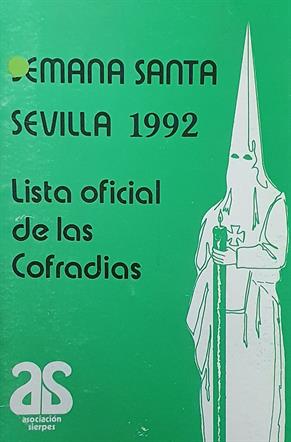 SEMANA SANTA
SEVILLA 1992
Lista oficial
de las
Cofradias
as
asociación
sierpes